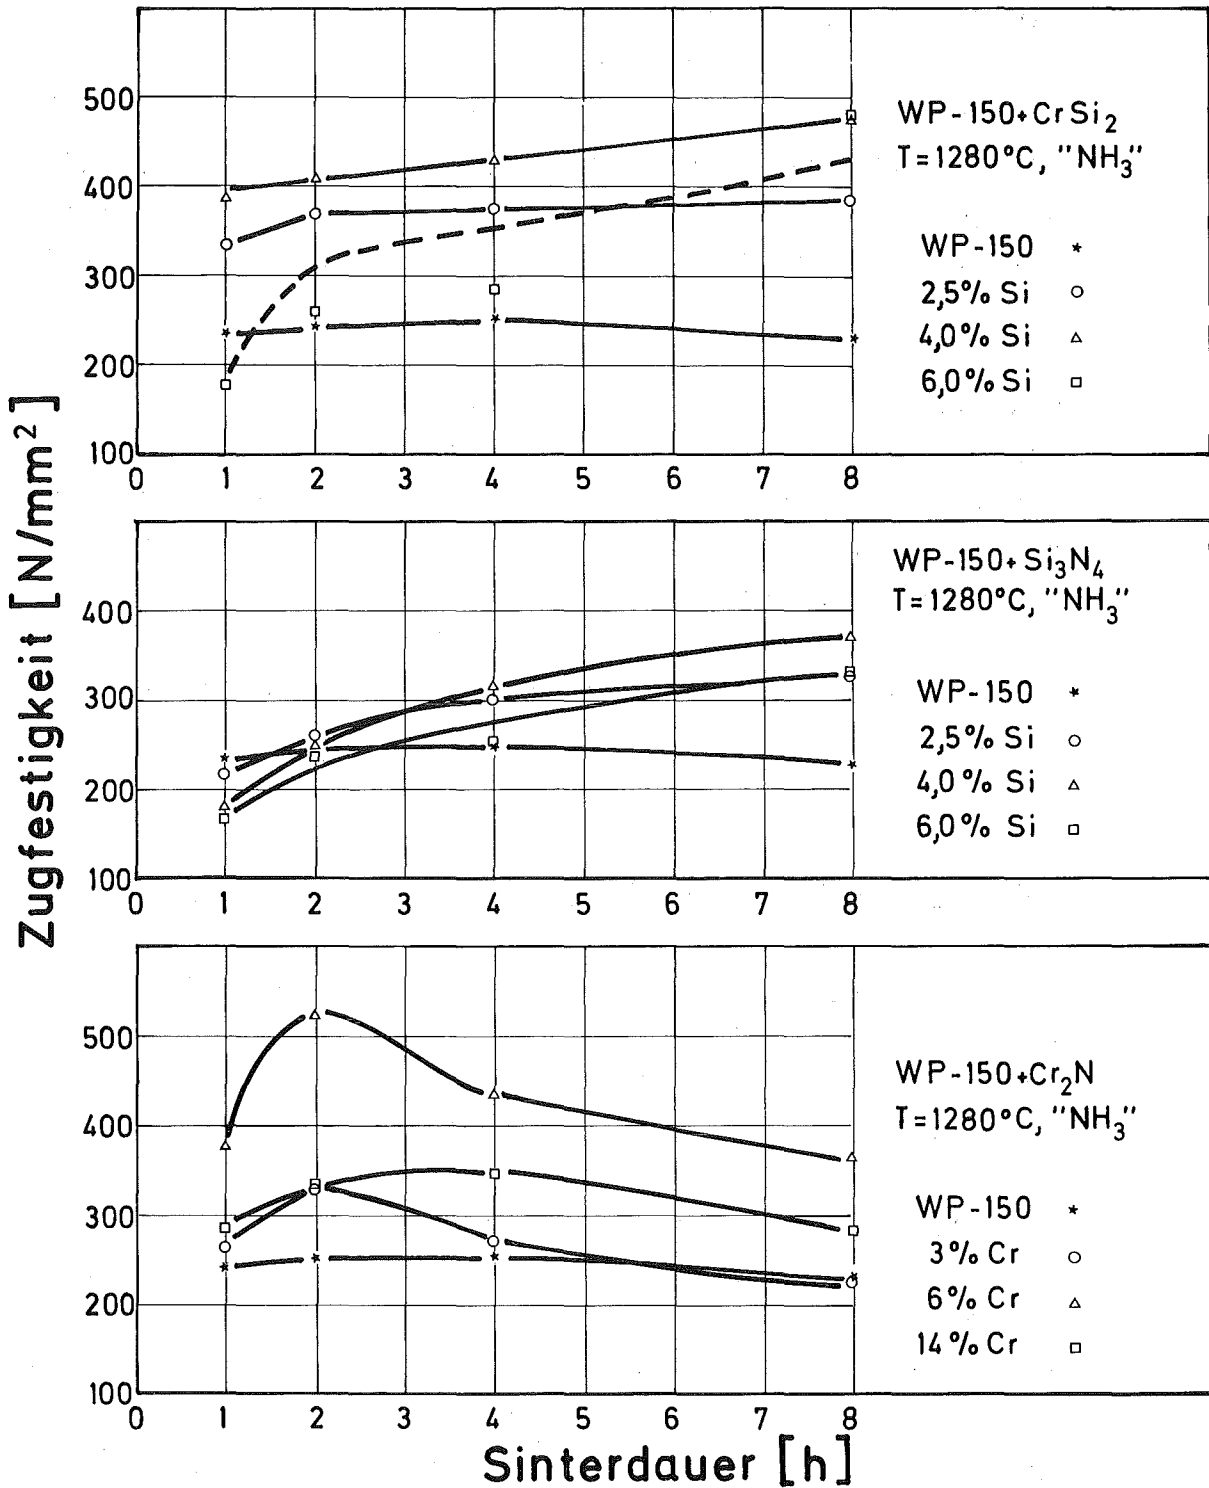 Zugfestigkeit [N/mm²]
500
400
300
200
100
0 1 2 3 4 5 6 7 8
WP-150+CrSi₂
T=1280°C, "NH₃"
WP-150 ⋆
2,5% Si ○
4,0% Si △
6,0% Si □
400
300
200
100
0 1 2 3 4 5 6 7 8
WP-150+Si₃N₄
T=1280°C, "NH₃"
WP-150 ⋆
2,5% Si ○
4,0% Si △
6,0% Si □
500
400
300
200
100
0 1 2 3 4 5 6 7 8
WP-150+Cr₂N
T=1280°C, "NH₃"
WP-150 ⋆
3% Cr ○
6% Cr △
14% Cr □
Sinterdauer [h]